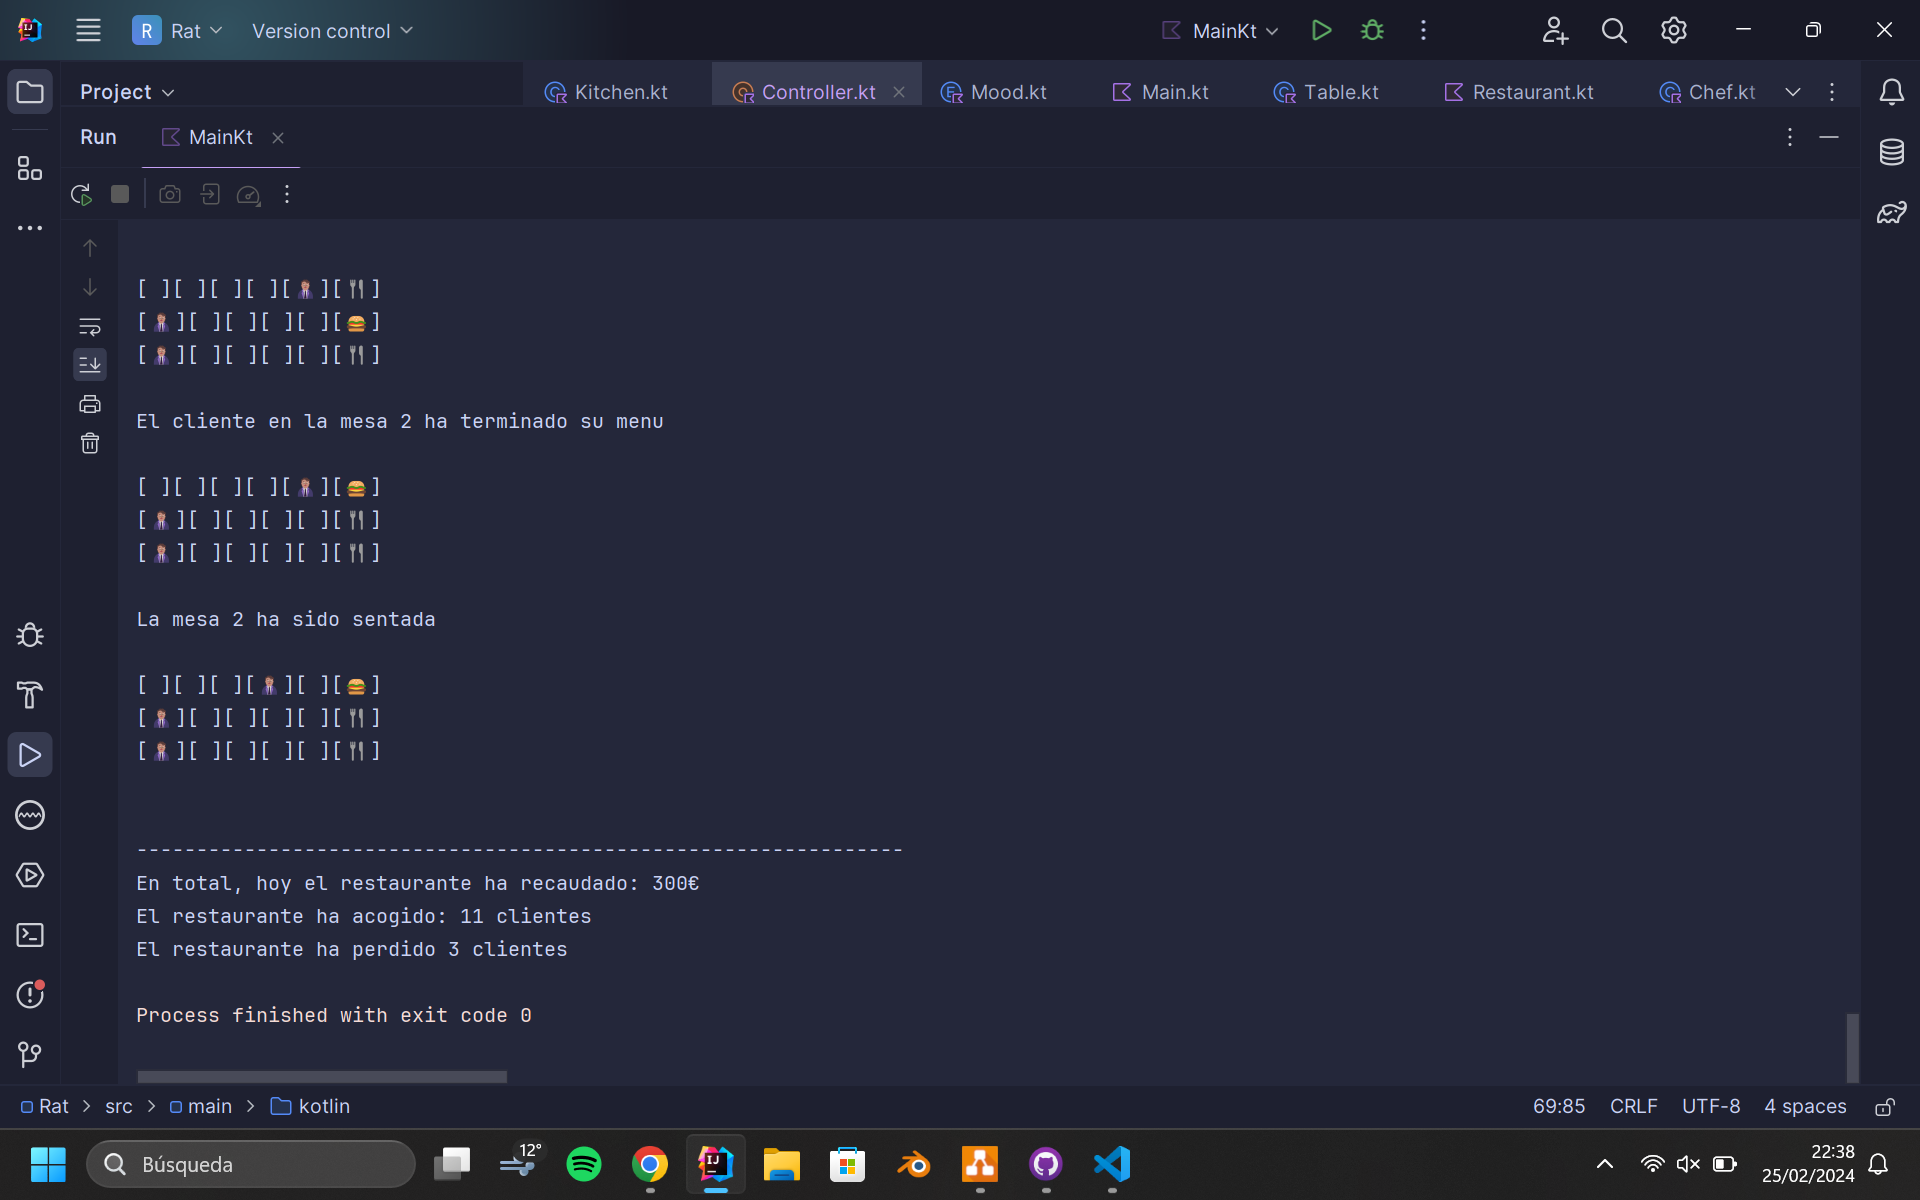 R Rat Version control MainKt
Project Kitchen.kt Controller.kt Mood.kt Main.kt Table.kt Restaurant.kt Chef.kt
Run MainKt
[ ][ ][ ][ ][👨‍💼][🍴]
[👨‍💼][ ][ ][ ][ ][🍔]
[👨‍💼][ ][ ][ ][ ][🍴]
El cliente en la mesa 2 ha terminado su menu
[ ][ ][ ][ ][👨‍💼][🍔]
[👨‍💼][ ][ ][ ][ ][🍴]
[👨‍💼][ ][ ][ ][ ][🍴]
La mesa 2 ha sido sentada
[ ][ ][ ][👨‍💼][ ][🍔]
[👨‍💼][ ][ ][ ][ ][🍴]
[👨‍💼][ ][ ][ ][ ][🍴]
----------------------------------------------------------------
En total, hoy el restaurante ha recaudado: 300€
El restaurante ha acogido: 11 clientes
El restaurante ha perdido 3 clientes
Process finished with exit code 0
Rat > src > main > kotlin 69:85 CRLF UTF-8 4 spaces
Búsqueda 12° IJ 22:38
25/02/2024